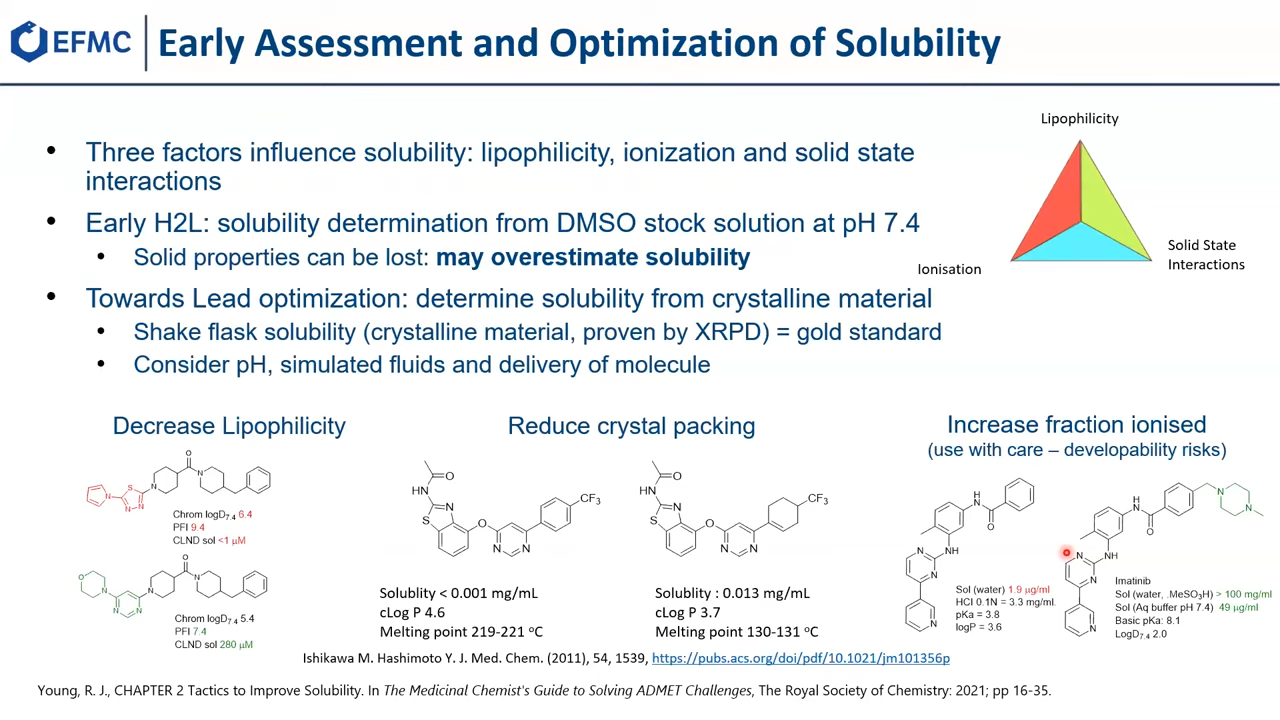 EFMC
Early Assessment and Optimization of Solubility
• Three factors influence solubility: lipophilicity, ionization and solid state
interactions
• Early H2L: solubility determination from DMSO stock solution at pH 7.4
• Solid properties can be lost: may overestimate solubility
• Towards Lead optimization: determine solubility from crystalline material
• Shake flask solubility (crystalline material, proven by XRPD) = gold standard
• Consider pH, simulated fluids and delivery of molecule
Lipophilicity
Ionisation
Solid State
Interactions
Decrease Lipophilicity
O
N
S
N
N
N
N
Chrom logD7.4 6.4
PFI 9.4
CLND sol <1 µM
O
O
N
N
N
N
N
Chrom logD7.4 5.4
PFI 7.4
CLND sol 280 µM
Reduce crystal packing
O
HN
N
S
O
N
N
CF3
Solublity < 0.001 mg/mL
cLog P 4.6
Melting point 219-221 ºC
O
HN
N
S
O
N
N
CF3
Solublity : 0.013 mg/mL
cLog P 3.7
Melting point 130-131 ºC
Increase fraction ionised
(use with care – developability risks)
H
N
O
NH
N
N
N
Sol (water) 1.9 µg/ml
HCl 0.1N = 3.3 mg/ml
pKa = 3.8
logP = 3.6
H
N
O
N
N
NH
N
N
N
Imatinib
Sol (water, .MeSO3H) > 100 mg/ml
Sol (Aq buffer pH 7.4) 49 µg/ml
Basic pKa: 8.1
LogD7.4 2.0
Ishikawa M. Hashimoto Y. J. Med. Chem. (2011), 54, 1539, https://pubs.acs.org/doi/pdf/10.1021/jm101356p
Young, R. J., CHAPTER 2 Tactics to Improve Solubility. In The Medicinal Chemist's Guide to Solving ADMET Challenges, The Royal Society of Chemistry: 2021; pp 16-35.